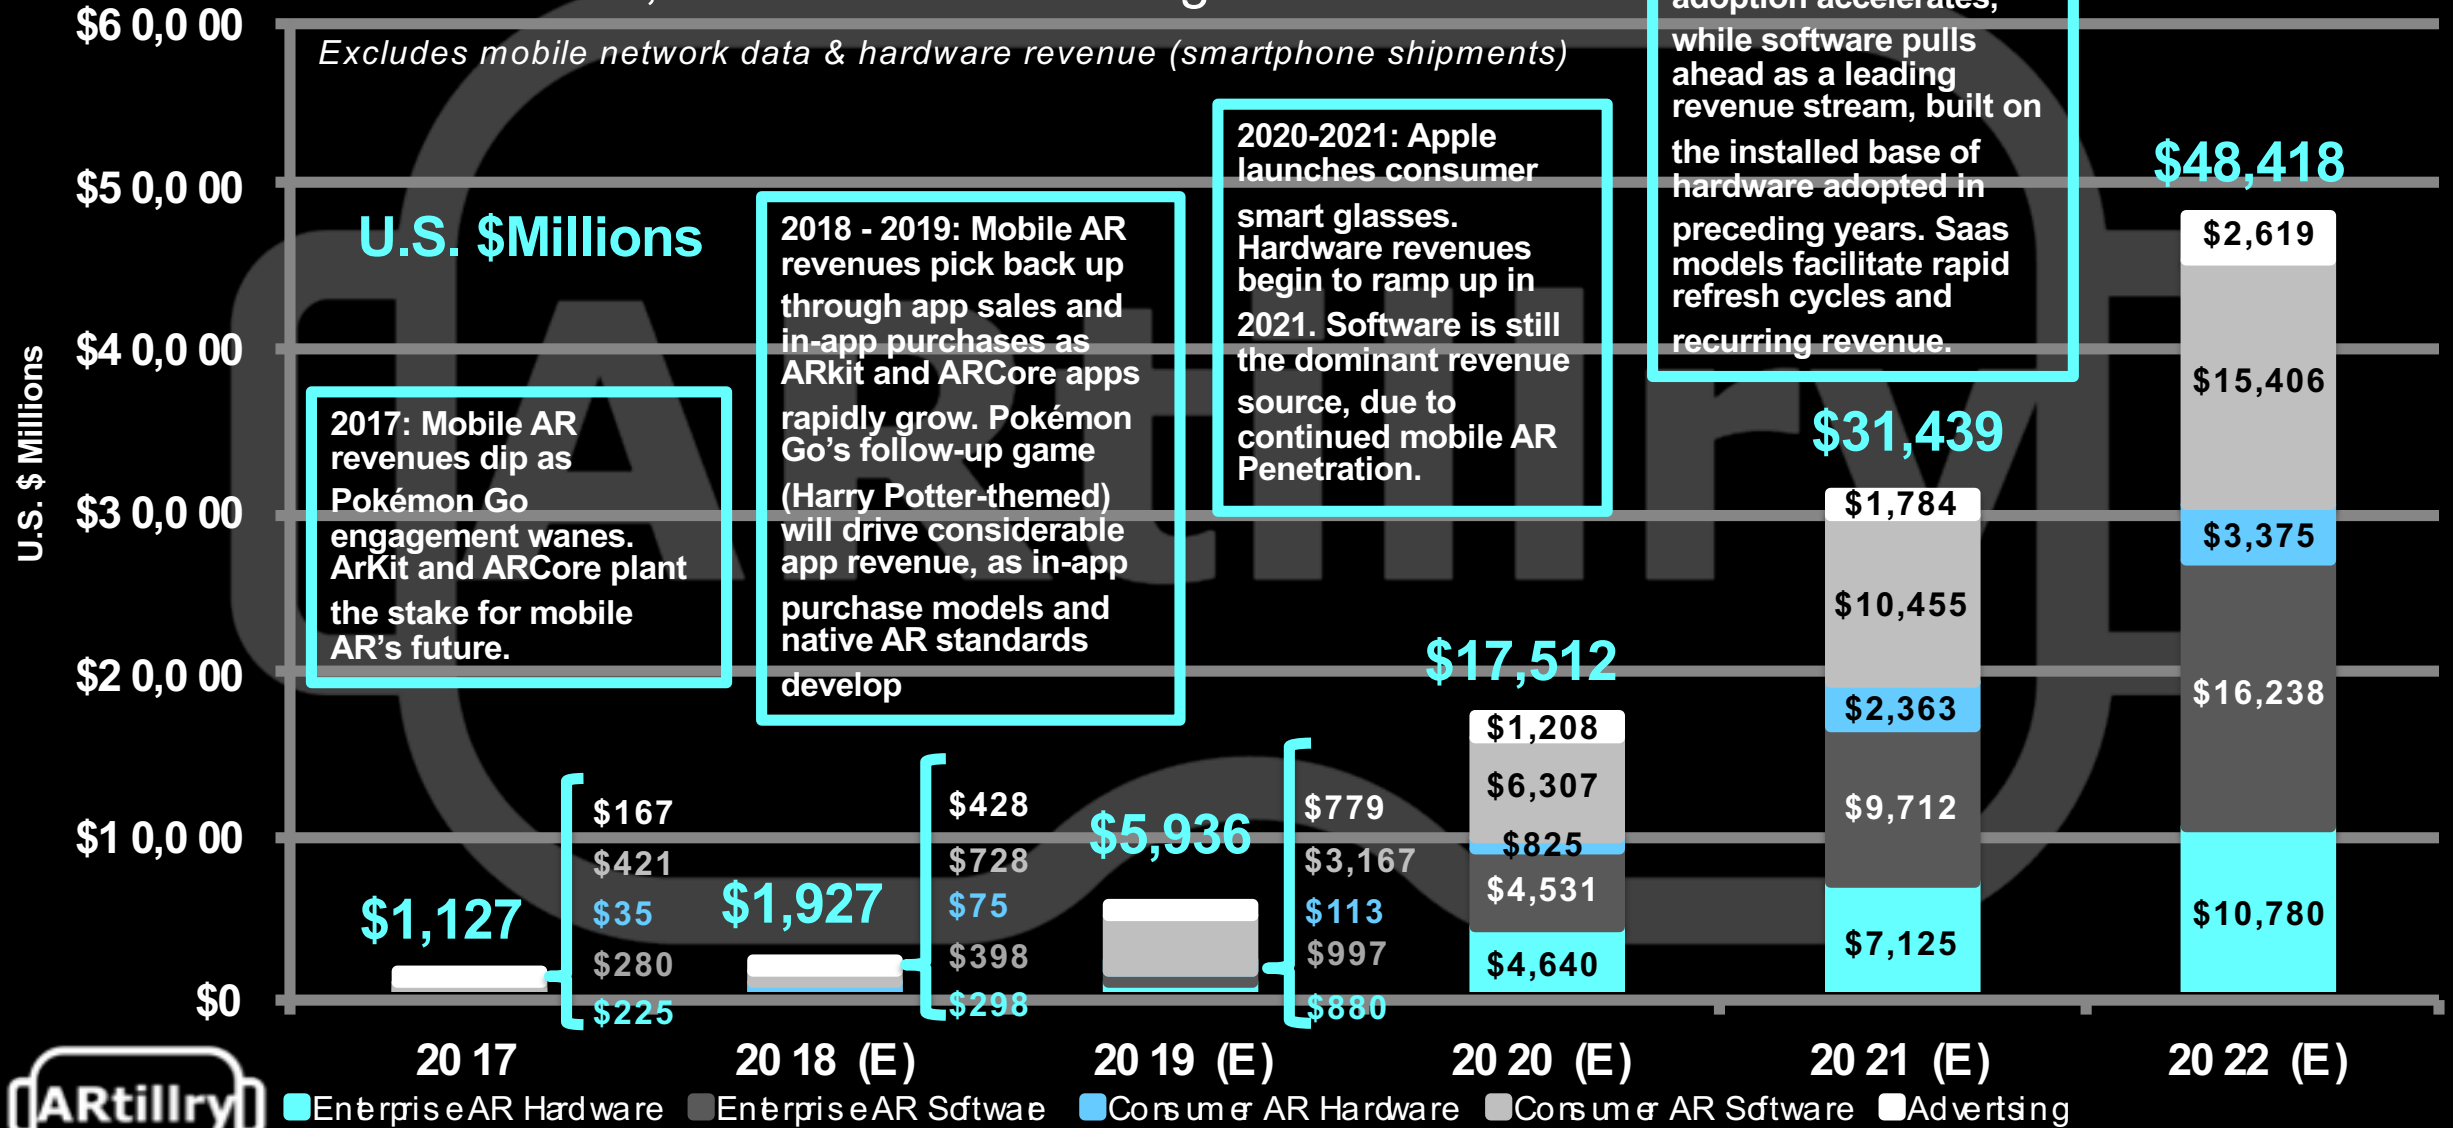 adoption accelerates,
while software pulls
ahead as a leading
revenue stream, built on
the installed base of
hardware adopted in
preceding years. Saas
models facilitate rapid
refresh cycles and
recurring revenue.
Excludes mobile network data & hardware revenue (smartphone shipments)
U.S. $Millions
2017: Mobile AR
revenues dip as
Pokémon Go
engagement wanes.
ArKit and ARCore plant
the stake for mobile
AR's future.
2018 - 2019: Mobile AR
revenues pick back up
through app sales and
in-app purchases as
ARkit and ARCore apps
rapidly grow. Pokémon
Go's follow-up game
(Harry Potter-themed)
will drive considerable
app revenue, as in-app
purchase models and
native AR standards
develop
2020-2021: Apple
launches consumer
smart glasses.
Hardware revenues
begin to ramp up in
2021. Software is still
the dominant revenue
source, due to
continued mobile AR
Penetration.
U.S. $ Millions
$60,000
$50,000
$40,000
$30,000
$20,000
$10,000
$0
$1,127
$167
$421
$35
$280
$225
$1,927
$428
$728
$75
$398
$298
$5,936
$779
$3,167
$113
$997
$880
$17,512
$1,208
$6,307
$825
$4,531
$4,640
$31,439
$1,784
$10,455
$2,363
$9,712
$7,125
$48,418
$2,619
$15,406
$3,375
$16,238
$10,780
2017 2018 (E) 2019 (E) 2020 (E) 2021 (E) 2022 (E)
ARtillry
Enterprise AR Hardware Enterprise AR Software Consumer AR Hardware Consumer AR Software Advertsing
ARtillry